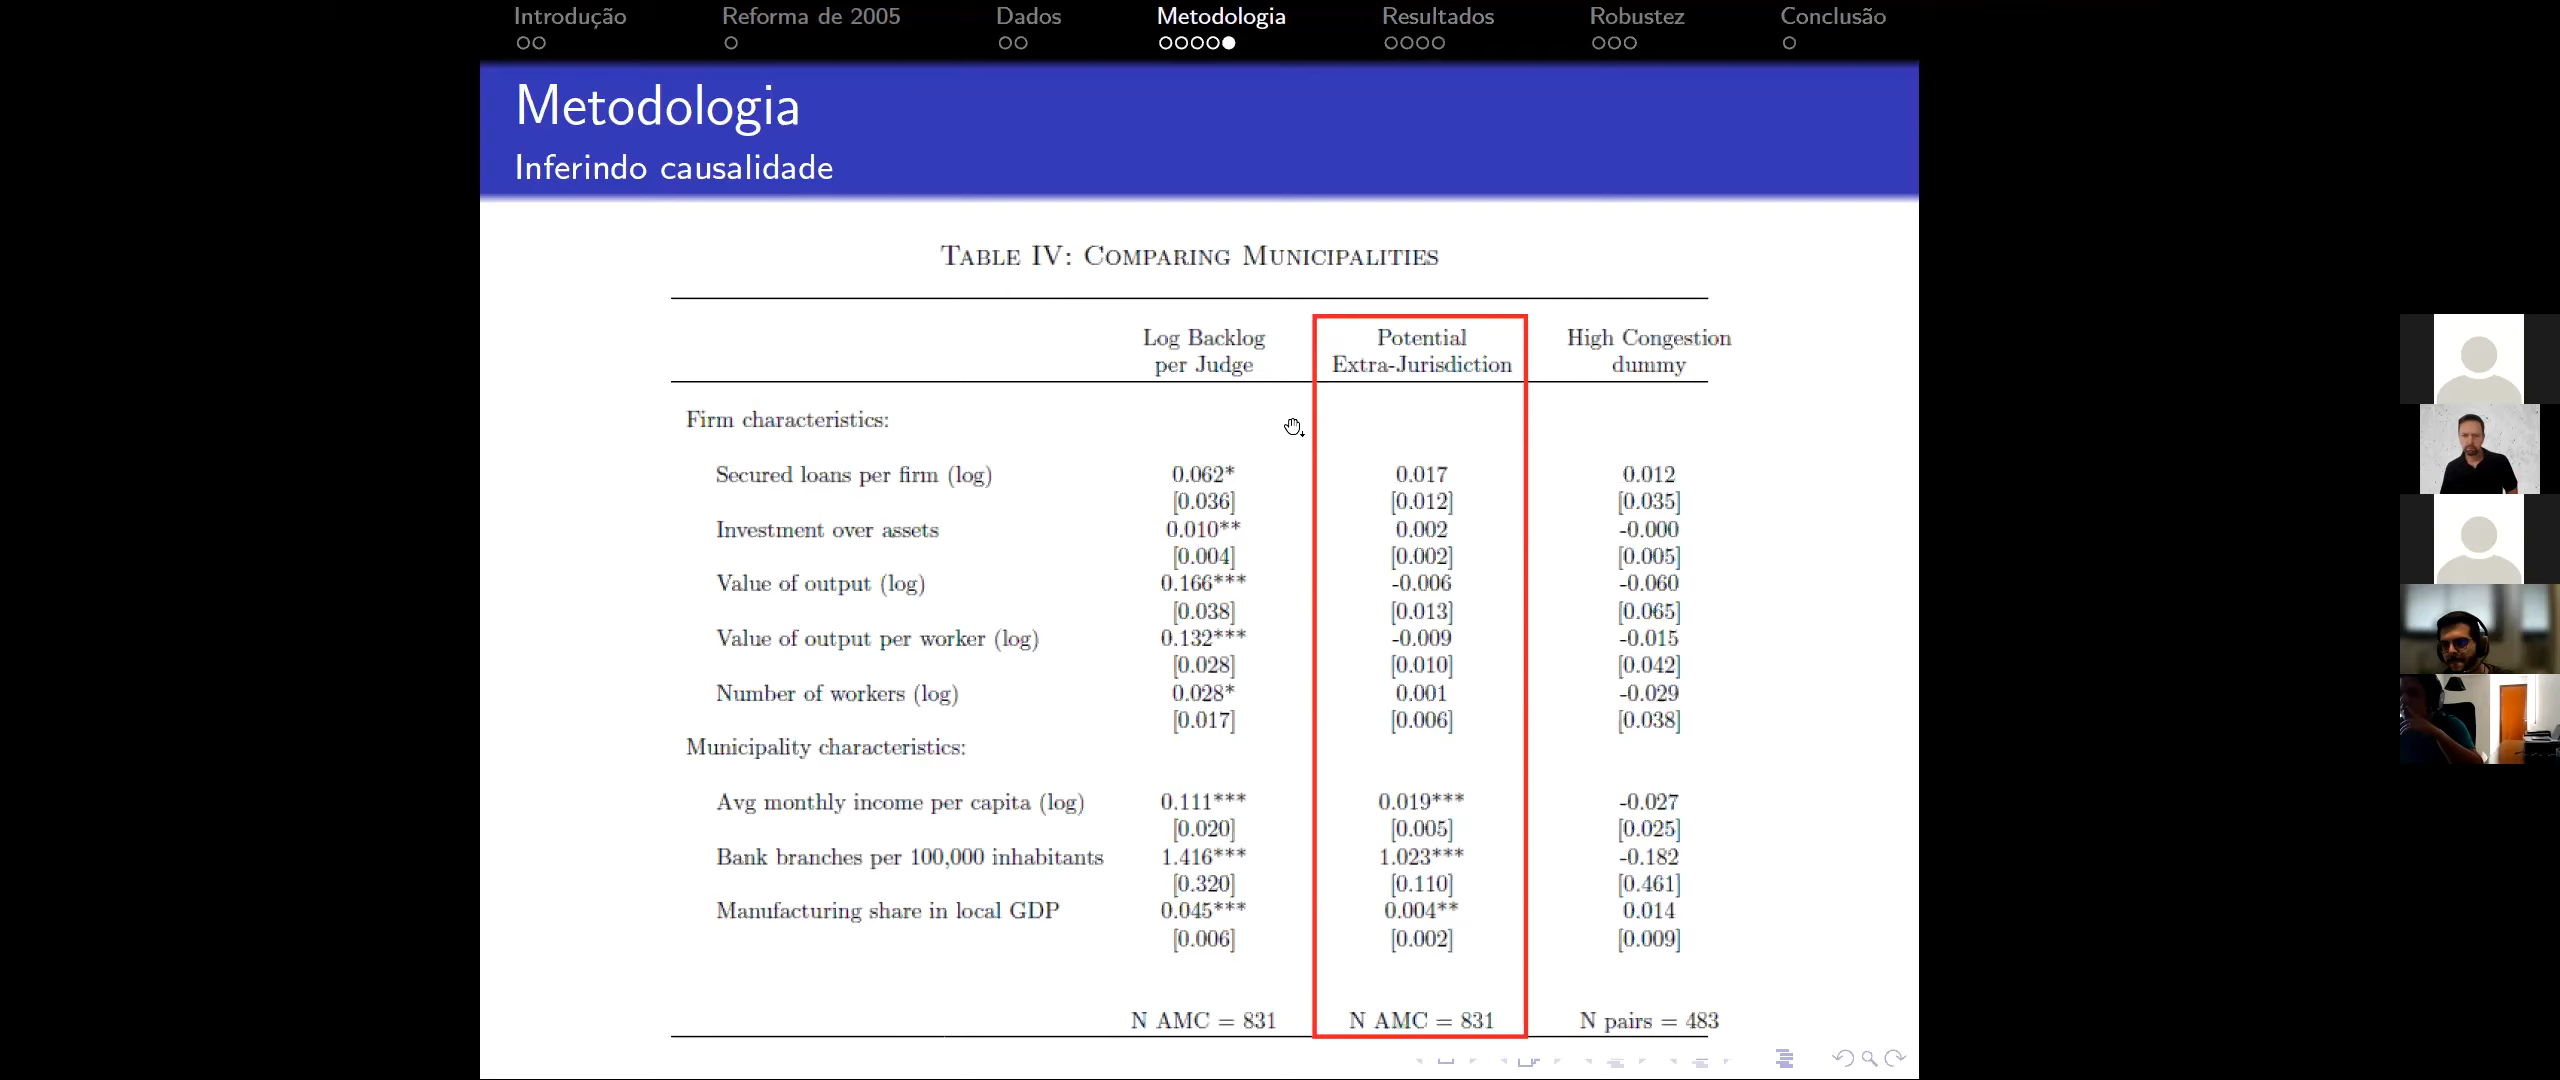 Introdução Reforma de 2005 Dados Metodologia Resultados Robustez Conclusão
Metodologia
Inferindo causalidade
TABLE IV: COMPARING MUNICIPALITIES
Log Backlog Potential High Congestion
per Judge Extra-Jurisdiction dummy
Firm characteristics:
Secured loans per firm (log) 0.062* 0.017 0.012
[0.036] [0.012] [0.035]
Investment over assets 0.010** 0.002 -0.000
[0.004] [0.002] [0.005]
Value of output (log) 0.166*** -0.006 -0.060
[0.038] [0.013] [0.065]
Value of output per worker (log) 0.132*** -0.009 -0.015
[0.028] [0.010] [0.042]
Number of workers (log) 0.028* 0.001 -0.029
[0.017] [0.006] [0.038]
Municipality characteristics:
Avg monthly income per capita (log) 0.111*** 0.019*** -0.027
[0.020] [0.005] [0.025]
Bank branches per 100,000 inhabitants 1.416*** 1.023*** -0.182
[0.320] [0.110] [0.461]
Manufacturing share in local GDP 0.045*** 0.004** 0.014
[0.006] [0.002] [0.009]
N AMC = 831 N AMC = 831 N pairs = 483